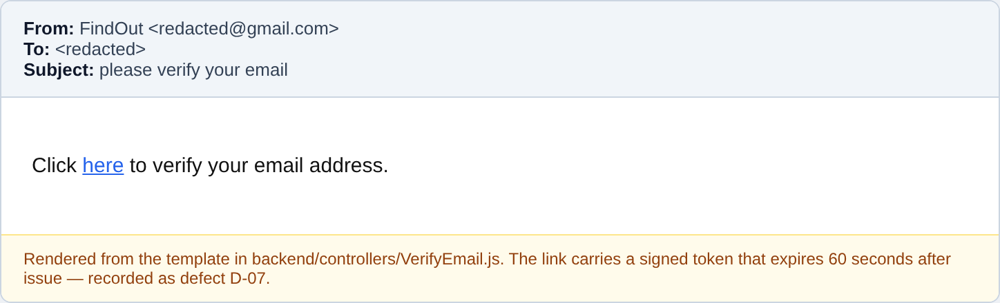 From: FindOut <redacted@gmail.com>
To: <redacted>
Subject: please verify your email
Click here to verify your email address.
Rendered from the template in backend/controllers/VerifyEmail.js. The link carries a signed token that expires 60 seconds after
issue — recorded as defect D-07.